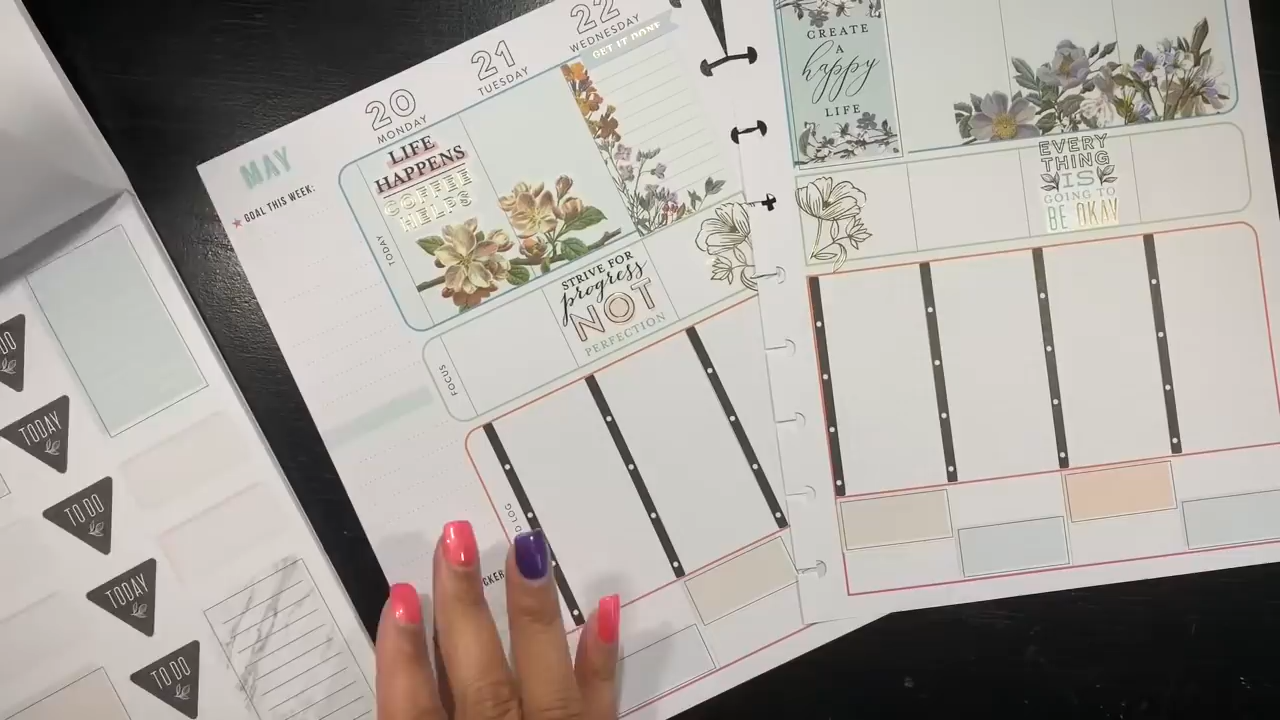 MAY
★ GOAL THIS WEEK:
20
MONDAY
21
TUESDAY
22
WEDNESDAY
GET IT DONE
LIFE
HAPPENS
COFFEE
HELPS
TODAY
STRIVE FOR
progress
NOT
PERFECTION
FOCUS
CREATE
A
happy
LIFE
EVERY
THING
IS
GOING TO
BE OKAY
DO
TODAY
TO DO
TODAY
TO DO